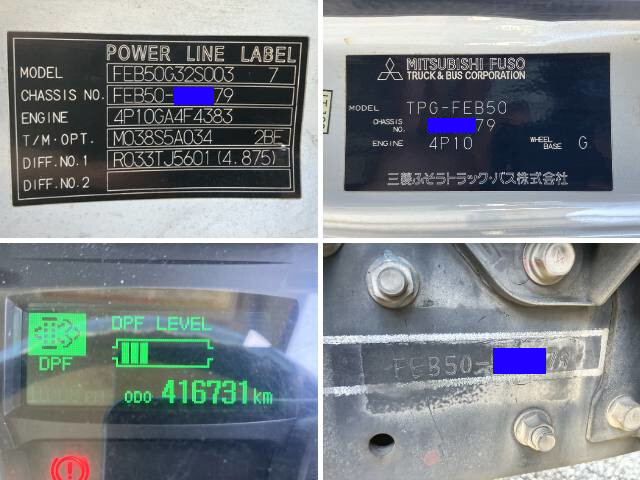 POWER LINE LABEL
MODEL FEB50G32S003 7
CHASSIS NO. FEB50- 79
ENGINE 4P10GA4F4383
T/M·OPT. M038S5A034 2BE
DIFF.NO.1 R033TJ5601(4.875)
DIFF.NO.2
MITSUBISHI FUSO
TRUCK & BUS CORPORATION
MODEL TPG-FEB50
CHASSIS NO. 79
ENGINE 4P10 WHEEL BASE G
三菱ふそうトラック・バス株式会社
DPF LEVEL
DPF
ODO 416731 km
FEB50- 79